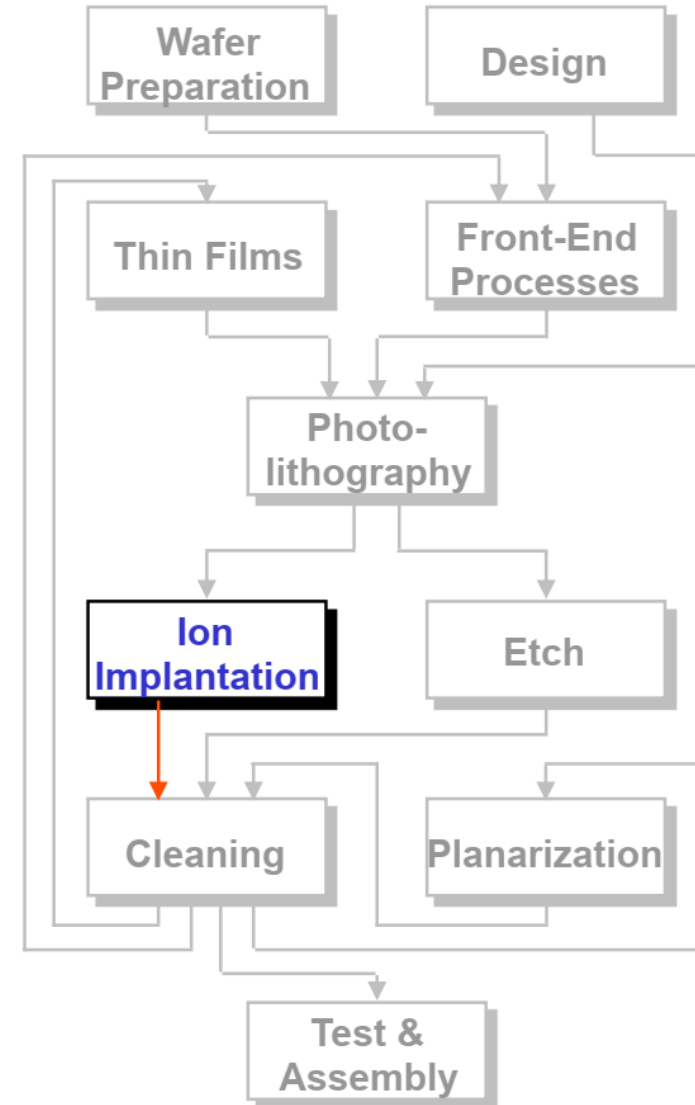 Wafer
Preparation
Design
Thin Films
Front-End
Processes
Photo-
lithography
Ion
Implantation
Etch
Cleaning
Planarization
Test &
Assembly